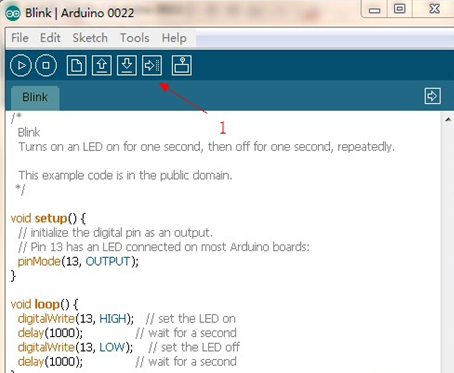 Blink | Arduino 0022
File Edit Sketch Tools Help
1
Blink
/*
Blink
Turns on an LED on for one second, then off for one second, repeatedly.
This example code is in the public domain.
*/
void setup() {
// initialize the digital pin as an output.
// Pin 13 has an LED connected on most Arduino boards:
pinMode(13, OUTPUT);
}
void loop() {
digitalWrite(13, HIGH); // set the LED on
delay(1000); // wait for a second
digitalWrite(13, LOW); // set the LED off
delay(1000); // wait for a second